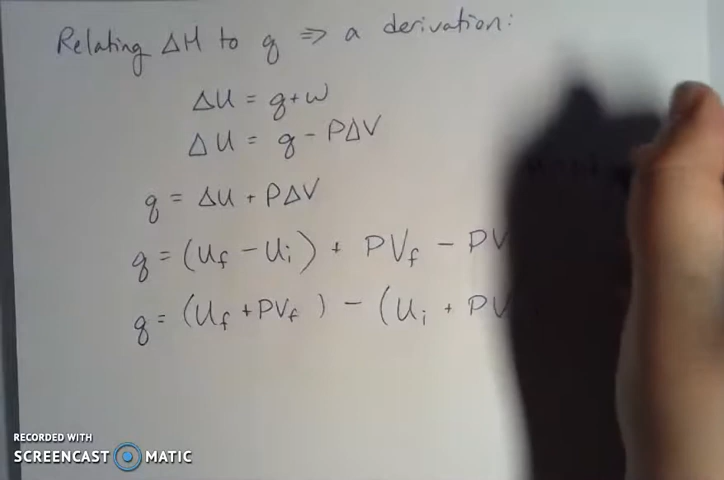 Relating ΔH to q ⇒ a derivation:
ΔU = q + w
ΔU = q - PΔV
q = ΔU + PΔV
q = (Uf - Ui) + PVf - PV
q = (Uf + PVf) - (Ui + PV
RECORDED WITH
SCREENCAST MATIC